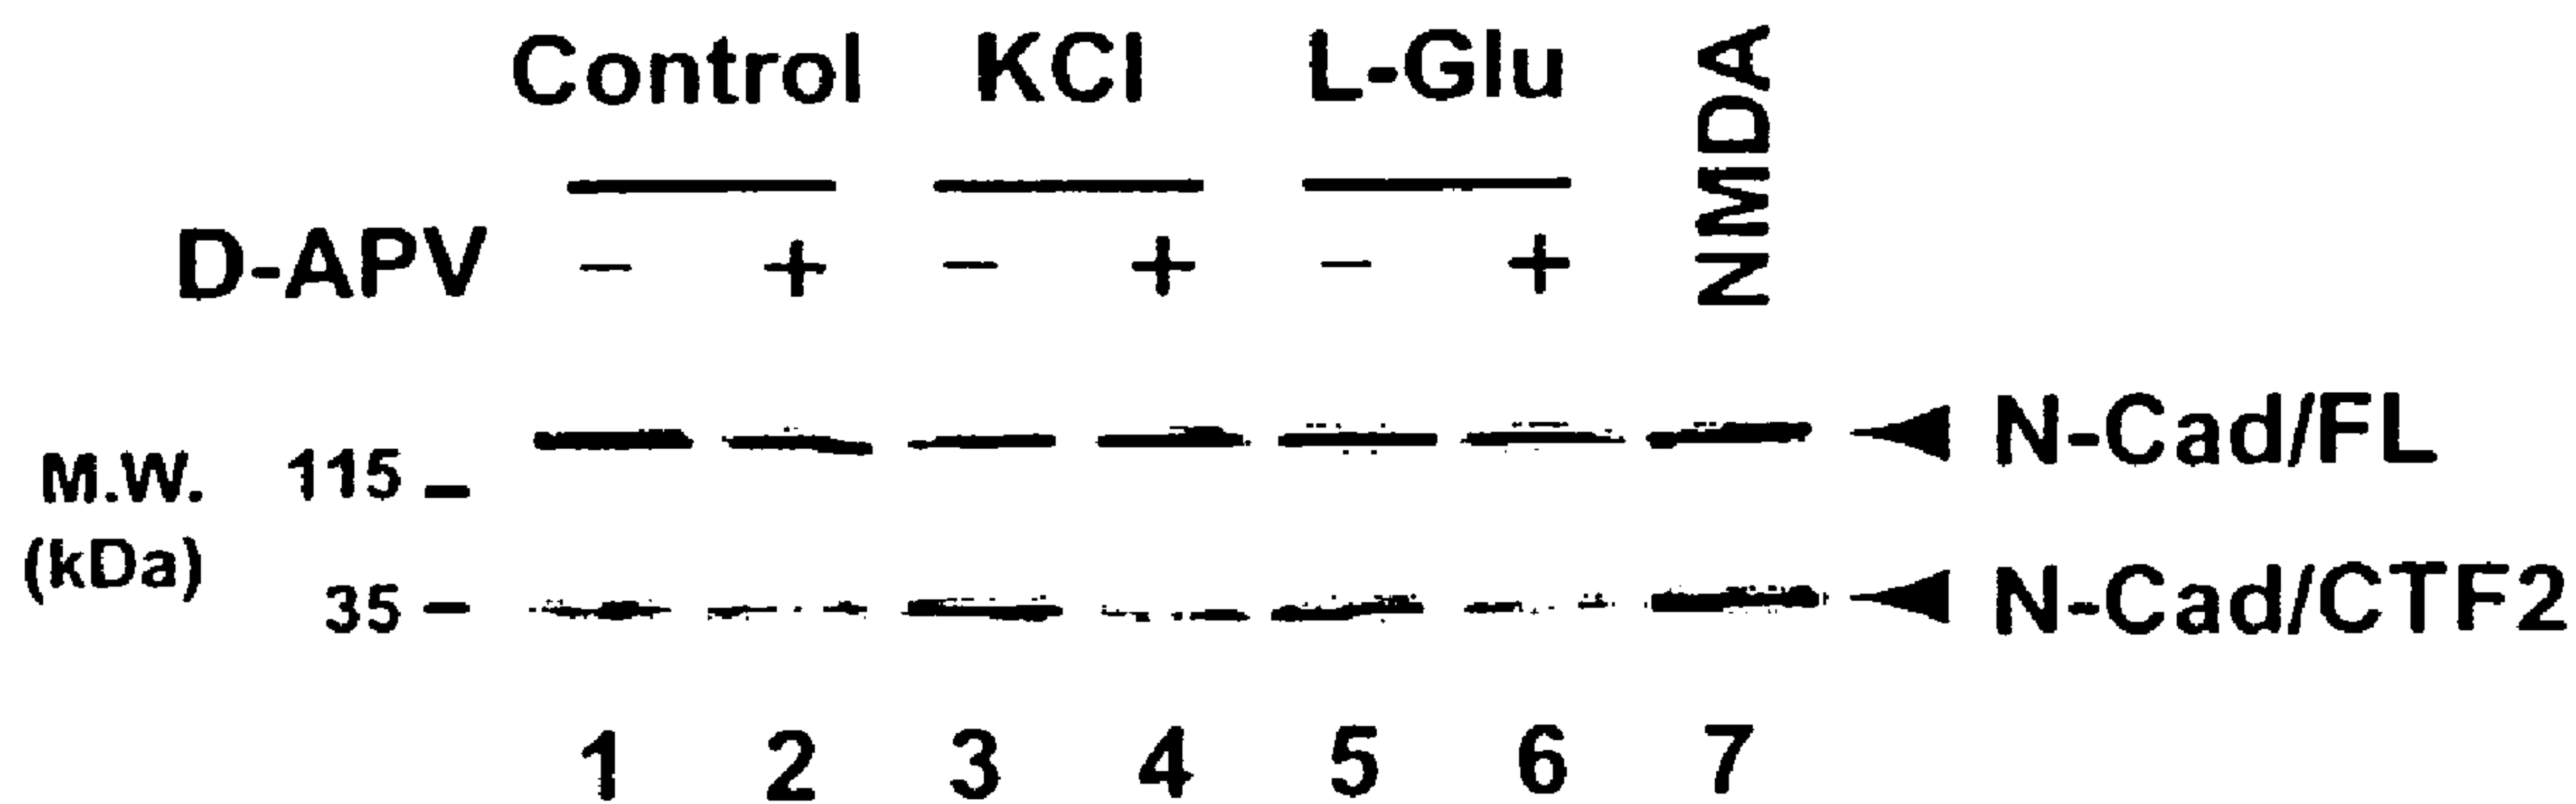 Control KCl L-Glu NMDA
D-APV − + − + − +
N-Cad/FL
M.W. 115
(kDa)
35 N-Cad/CTF2
1 2 3 4 5 6 7